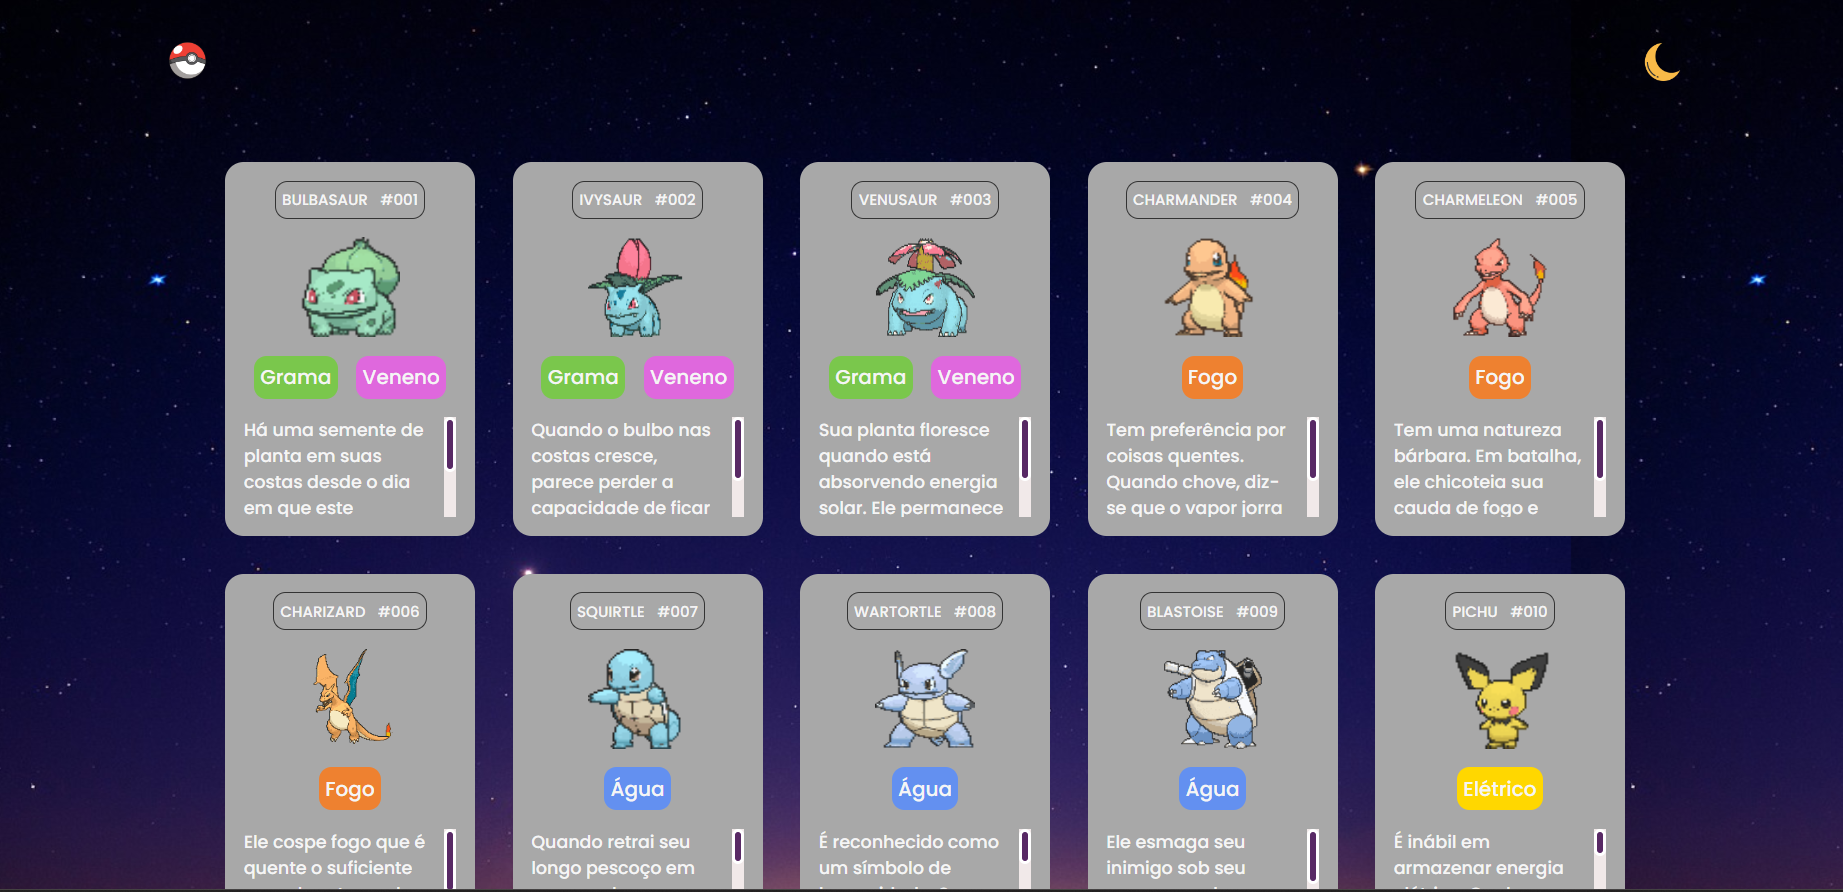 BULBASAUR #001
Grama Veneno
Há uma semente de
planta em suas
costas desde o dia
em que este
IVYSAUR #002
Grama Veneno
Quando o bulbo nas
costas cresce,
parece perder a
capacidade de ficar
VENUSAUR #003
Grama Veneno
Sua planta floresce
quando está
absorvendo energia
solar. Ele permanece
CHARMANDER #004
Fogo
Tem preferência por
coisas quentes.
Quando chove, diz-
se que o vapor jorra
CHARMELEON #005
Fogo
Tem uma natureza
bárbara. Em batalha,
ele chicoteia sua
cauda de fogo e
CHARIZARD #006
Fogo
Ele cospe fogo que é
quente o suficiente
SQUIRTLE #007
Água
Quando retrai seu
longo pescoço em
WARTORTLE #008
Água
É reconhecido como
um símbolo de
BLASTOISE #009
Água
Ele esmaga seu
inimigo sob seu
PICHU #010
Elétrico
É inábil em
armazenar energia